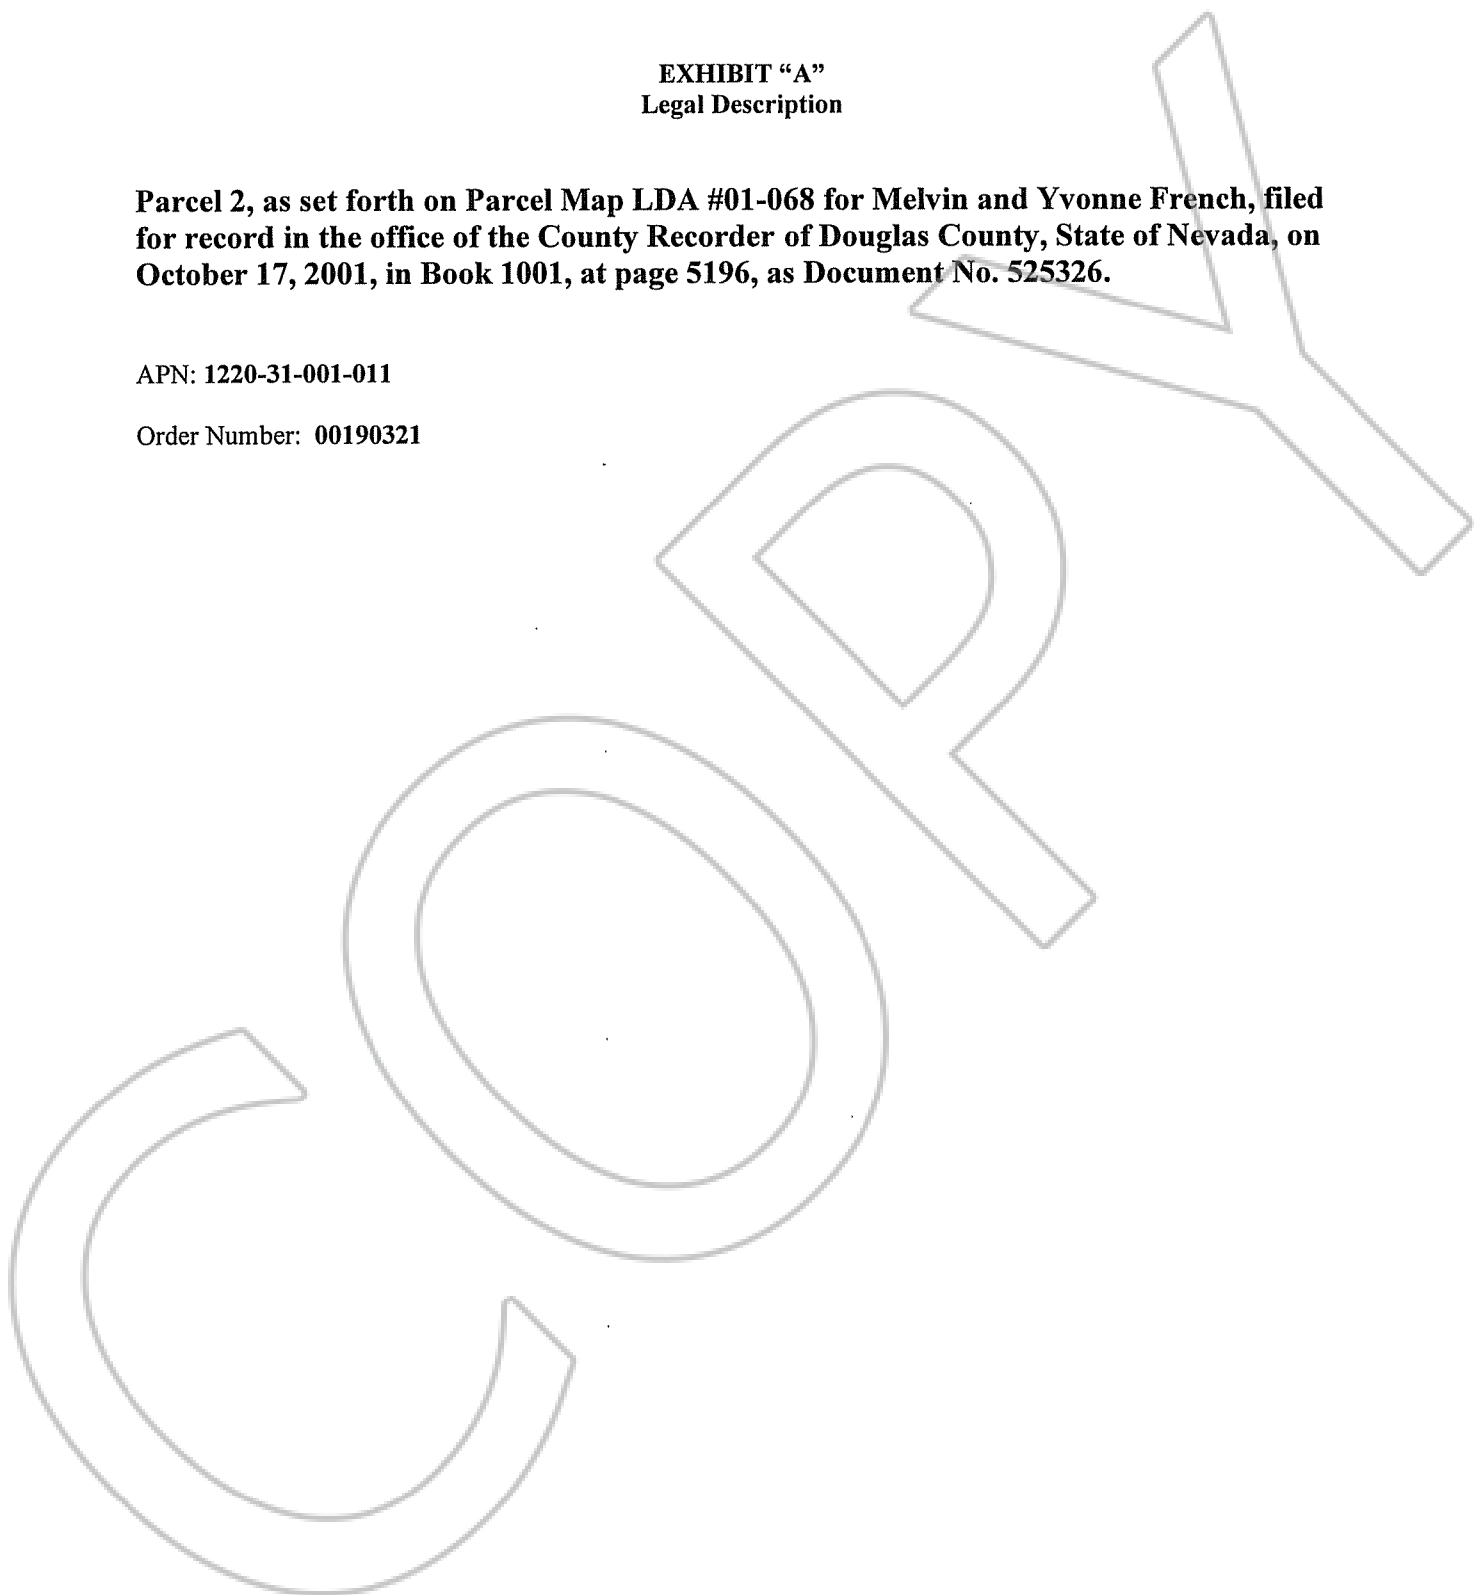 EXHIBIT “A”
Legal Description
Parcel 2, as set forth on Parcel Map LDA #01-068 for Melvin and Yvonne French, filed
for record in the office of the County Recorder of Douglas County, State of Nevada, on
October 17, 2001, in Book 1001, at page 5196, as Document No. 525326.
APN: 1220-31-001-011
Order Number: 00190321
COPY